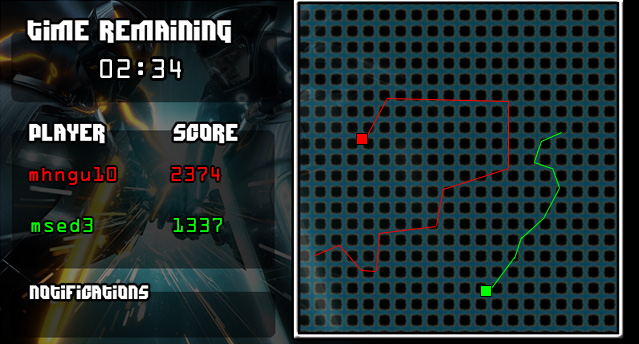 TIME REMAINING
02:34
PLAYER SCORE
mhngu10 2374
msed3 1337
NOTIFICATIONS